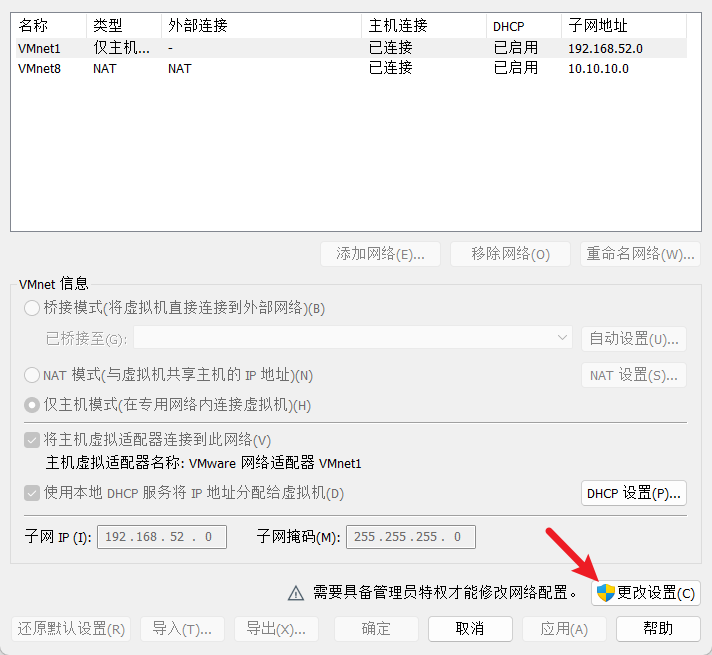 名称 类型 外部连接 主机连接 DHCP 子网地址
VMnet1 仅主机... - 已连接 已启用 192.168.52.0
VMnet8 NAT NAT 已连接 已启用 10.10.10.0
添加网络(E)... 移除网络(O) 重命名网络(W)...
VMnet 信息
桥接模式(将虚拟机直接连接到外部网络)(B)
已桥接至(G): 自动设置(U)...
NAT 模式(与虚拟机共享主机的 IP 地址)(N) NAT 设置(S)...
仅主机模式(在专用网络内连接虚拟机)(H)
将主机虚拟适配器连接到此网络(V)
主机虚拟适配器名称: VMware 网络适配器 VMnet1
使用本地 DHCP 服务将 IP 地址分配给虚拟机(D) DHCP 设置(P)...
子网 IP (I): 192 . 168 . 52 . 0 子网掩码(M): 255 . 255 . 255 . 0
需要具备管理员特权才能修改网络配置。 更改设置(C)
还原默认设置(R) 导入(T)... 导出(X)... 确定 取消 应用(A) 帮助